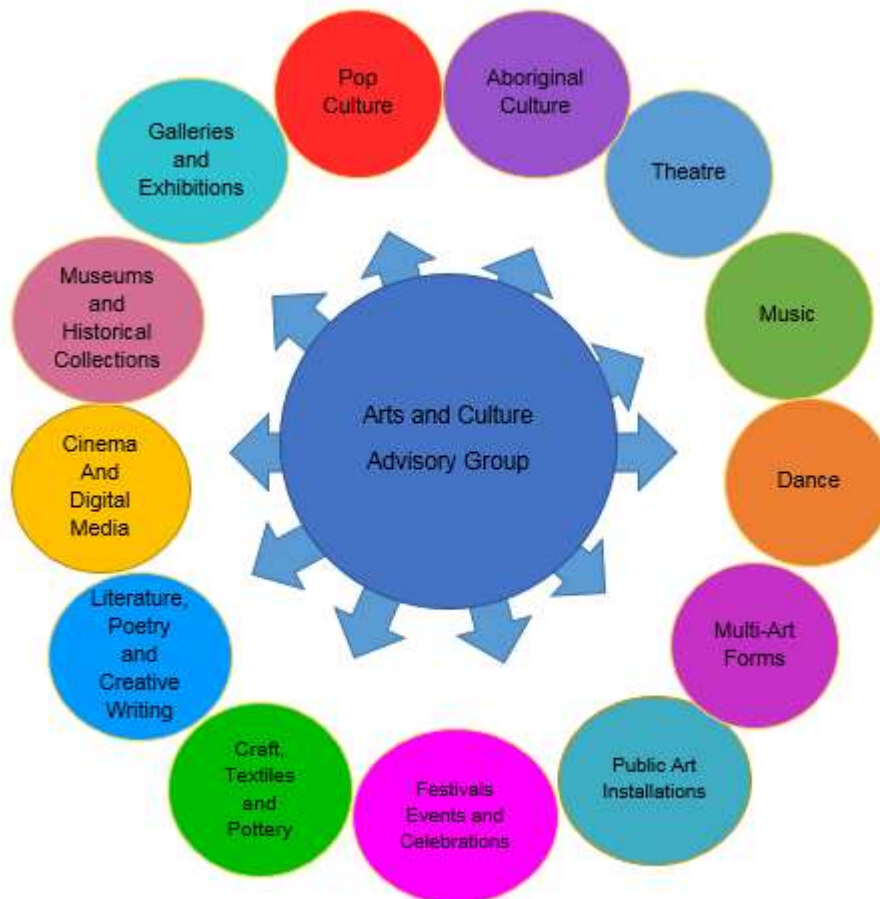 Pop
Culture
Aboriginal
Culture
Theatre
Music
Dance
Multi-Art
Forms
Public Art
Installations
Festivals
Events and
Celebrations
Craft,
Textiles
and
Pottery
Literature,
Poetry
and
Creative
Writing
Cinema
And
Digital
Media
Museums
and
Historical
Collections
Galleries
and
Exhibitions
Arts and Culture
Advisory Group